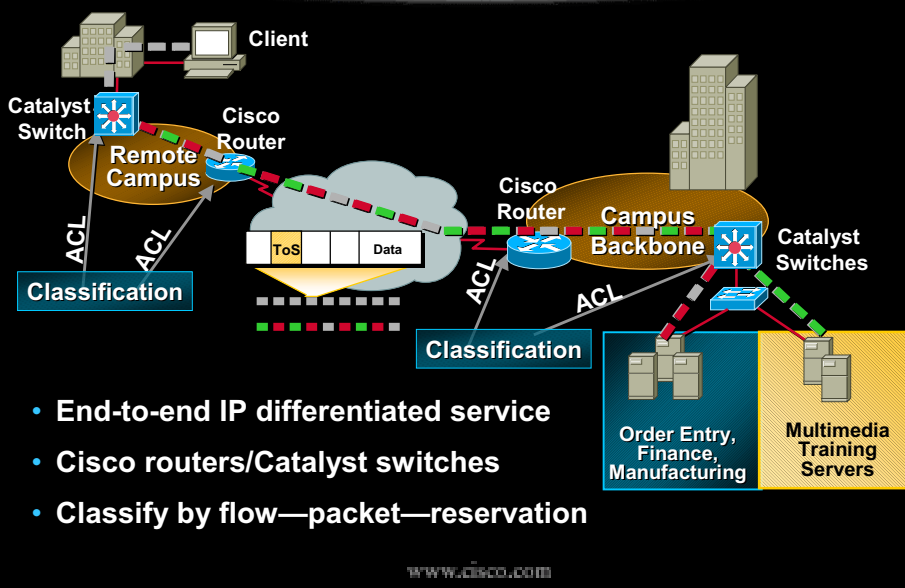 Client
Catalyst
Switch
Cisco
Router
Remote
Campus
ACL
ACL
Classification
ToS
Data
Cisco
Router
Campus
Backbone
Catalyst
Switches
ACL
ACL
Classification
Order Entry,
Finance,
Manufacturing
Multimedia
Training
Servers
• End-to-end IP differentiated service
• Cisco routers/Catalyst switches
• Classify by flow—packet—reservation
www.cisco.com